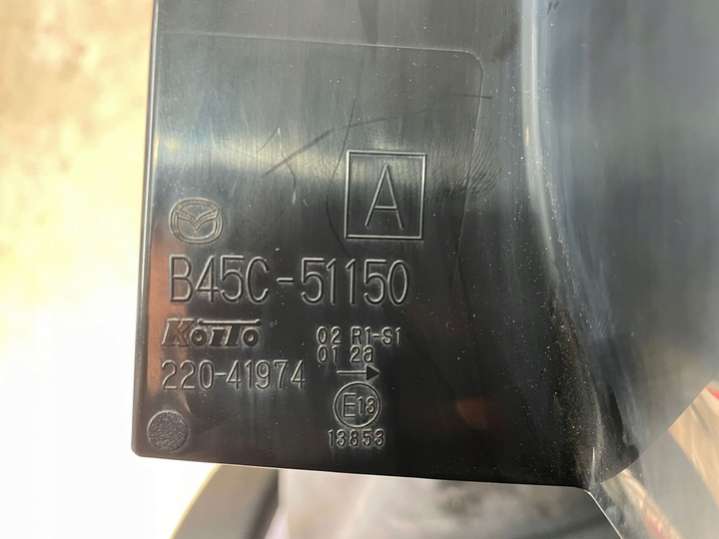 A
B45C-51150
KOITO
02 R1-S1
01 2a
220-41974
E13
13853